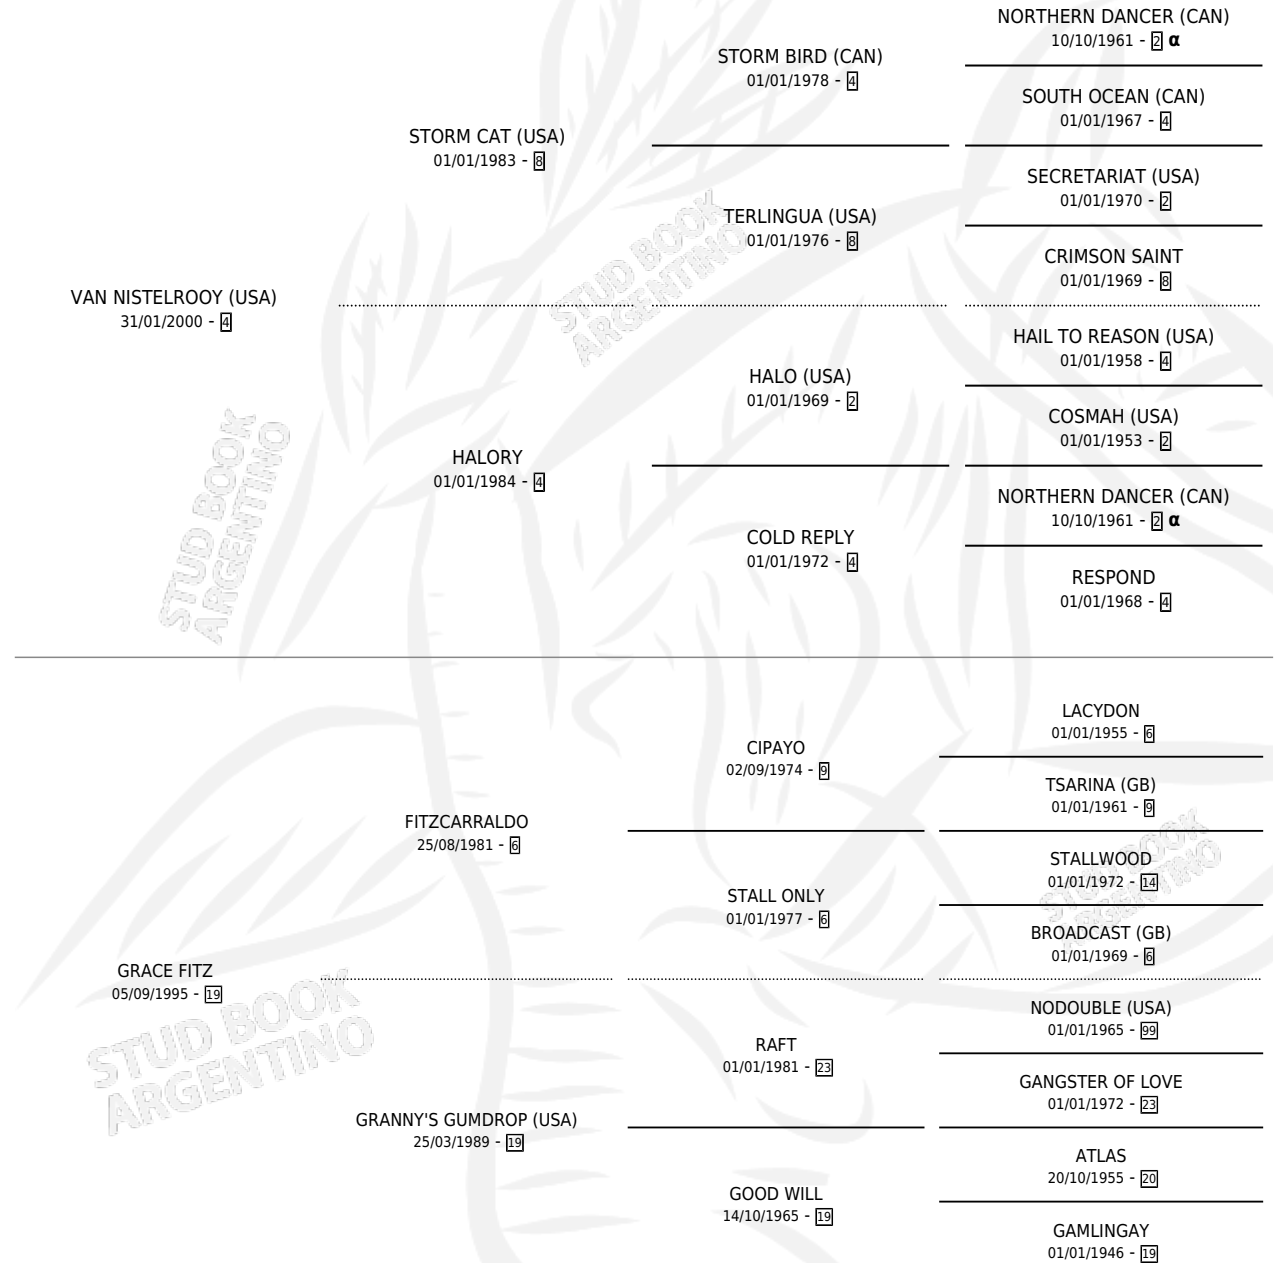 NORTHERN DANCER (CAN)
10/10/1961 - 2 α
STORM BIRD (CAN)
01/01/1978 - 4
SOUTH OCEAN (CAN)
01/01/1967 - 4
STORM CAT (USA)
01/01/1983 - 8
SECRETARIAT (USA)
01/01/1970 - 2
TERLINGUA (USA)
01/01/1976 - 8
CRIMSON SAINT
01/01/1969 - 8
VAN NISTELROOY (USA)
31/01/2000 - 4
HAIL TO REASON (USA)
01/01/1958 - 4
HALO (USA)
01/01/1969 - 2
COSMAH (USA)
01/01/1953 - 2
HALORY
01/01/1984 - 4
NORTHERN DANCER (CAN)
10/10/1961 - 2 α
COLD REPLY
01/01/1972 - 4
RESPOND
01/01/1968 - 4
LACYDON
01/01/1955 - 6
CIPAYO
02/09/1974 - 9
TSARINA (GB)
01/01/1961 - 9
FITZCARRALDO
25/08/1981 - 6
STALLWOOD
01/01/1972 - 14
STALL ONLY
01/01/1977 - 6
BROADCAST (GB)
01/01/1969 - 6
GRACE FITZ
05/09/1995 - 19
NODOUBLE (USA)
01/01/1965 - 99
RAFT
01/01/1981 - 23
GANGSTER OF LOVE
01/01/1972 - 23
GRANNY'S GUMDROP (USA)
25/03/1989 - 19
ATLAS
20/10/1955 - 20
GOOD WILL
14/10/1965 - 19
GAMLINGAY
01/01/1946 - 19
STUD BOOK
ARGENTINO
STUD BOOK
ARGENTINO
STUD BOOK
ARGENTINO
STUD BOOK
ARGENTINO